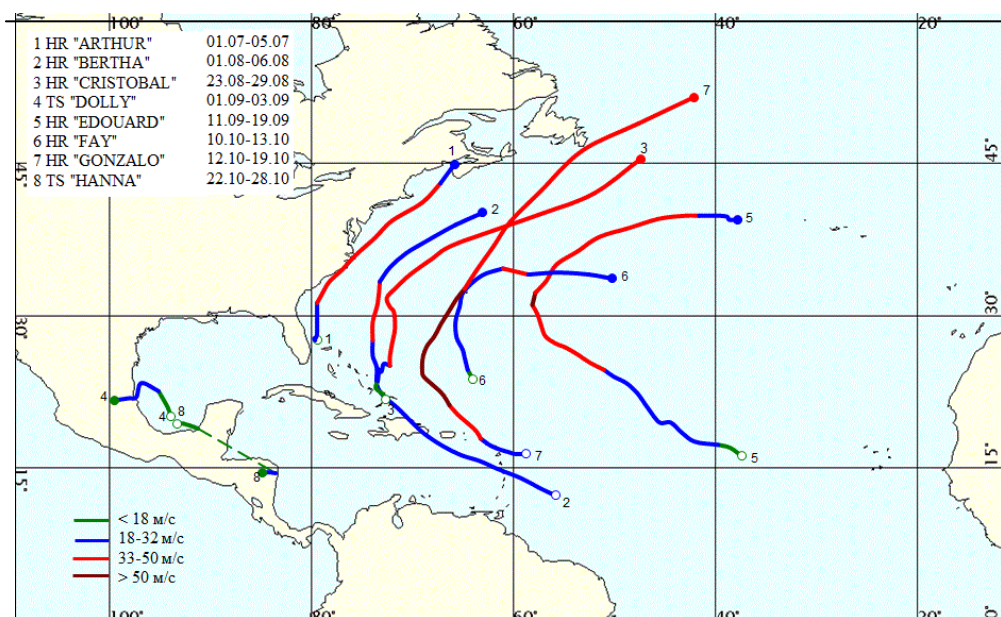 100° 80° 60° 40° 20°
1 HR "ARTHUR" 01.07-05.07
2 HR "BERTHA" 01.08-06.08
3 HR "CRISTOBAL" 23.08-29.08
4 TS "DOLLY" 01.09-03.09
5 HR "EDOUARD" 11.09-19.09
6 HR "FAY" 10.10-13.10
7 HR "GONZALO" 12.10-19.10
8 TS "HANNA" 22.10-28.10
7
45° 1 3 45°
2 5
6
30° 1 30°
6
4 4 8 3
7 5
15° 8 15°
2
< 18 м/с
18-32 м/с
33-50 м/с
> 50 м/с
100° 80° 60° 40° 20° 0°